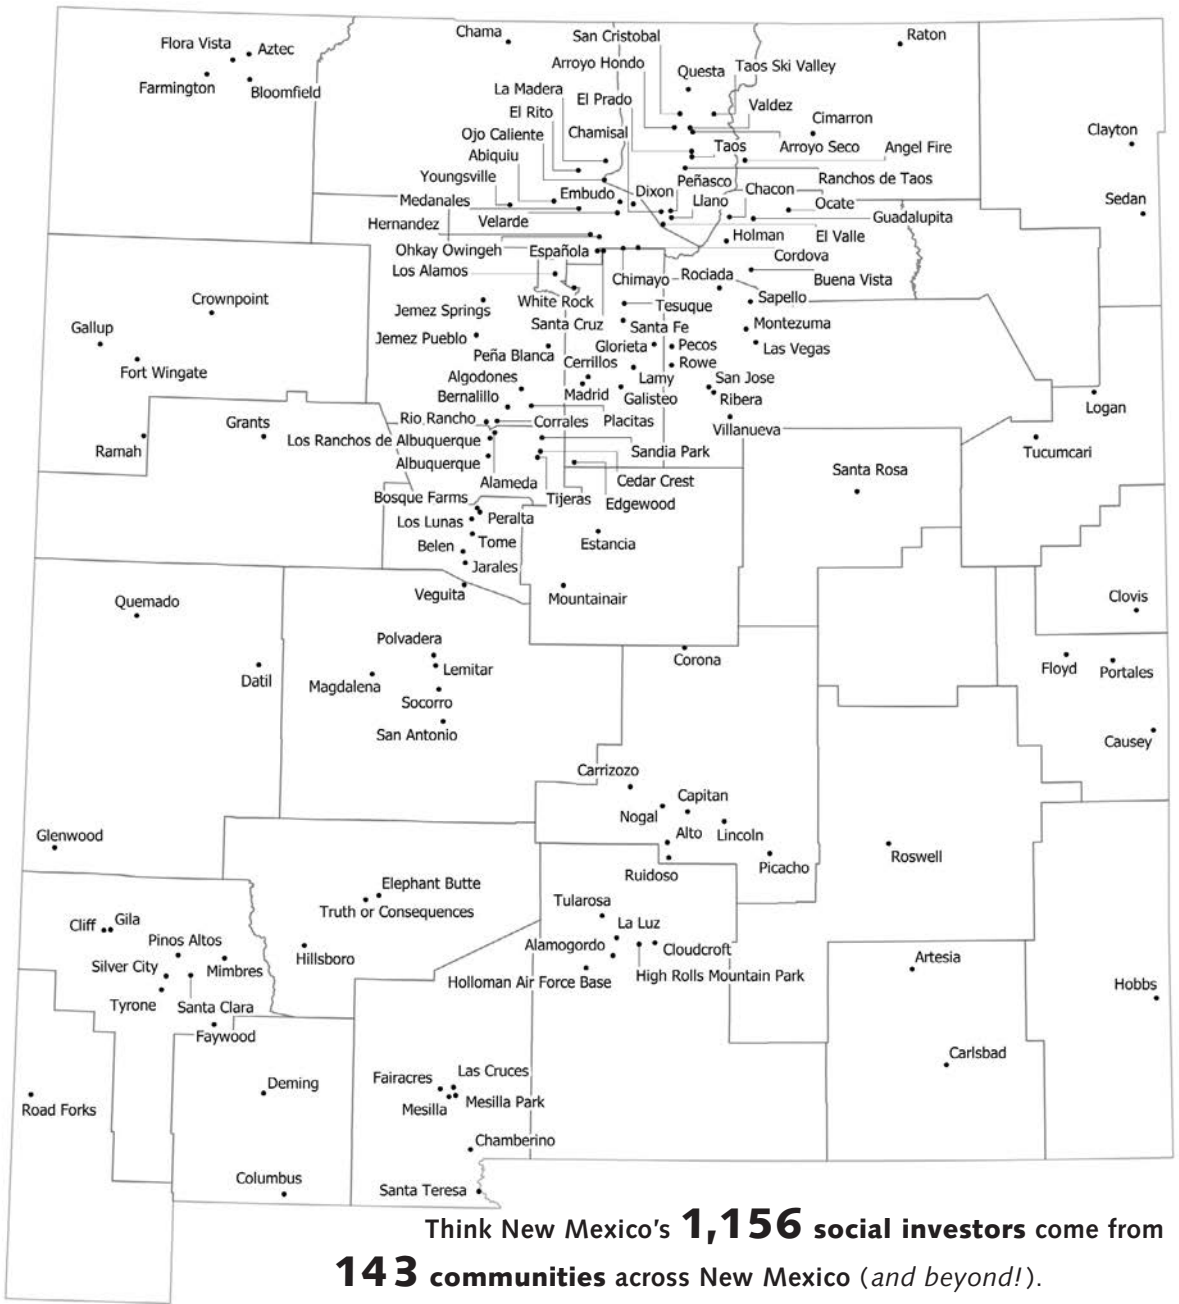 Chama
San Cristobal
Raton
Flora Vista
Aztec
Arroyo Hondo
Questa
Taos Ski Valley
Farmington
Bloomfield
La Madera
El Prado
Valdez
El Rito
Cimarron
Ojo Caliente
Chamisal
Clayton
Abiquiu
Taos
Arroyo Seco
Angel Fire
Youngsville
Peñasco
Ranchos de Taos
Medanales
Embudo
Dixon
Chacon
Sedan
Llano
Ocate
Hernandez
Velarde
Guadalupita
Holman
El Valle
Ohkay Owingeh
Española
Cordova
Los Alamos
Chimayo
Rociada
Buena Vista
Crownpoint
White Rock
Sapello
Jemez Springs
Tesuque
Gallup
Santa Cruz
Santa Fe
Montezuma
Jemez Pueblo
Glorieta
Pecos
Las Vegas
Peña Blanca
Cerrillos
Rowe
Fort Wingate
Algodones
Lamy
San Jose
Bernalillo
Madrid
Galisteo
Ribera
Logan
Grants
Rio Rancho
Corrales
Placitas
Villanueva
Los Ranchos de Albuquerque
Ramah
Sandia Park
Tucumcari
Albuquerque
Santa Rosa
Alameda
Cedar Crest
Bosque Farms
Tijeras
Edgewood
Los Lunas
Peralta
Belen
Tome
Estancia
Jarales
Veguita
Mountainair
Quemado
Clovis
Polvadera
Corona
Lemitar
Floyd
Portales
Datil
Magdalena
Socorro
San Antonio
Causey
Carrizozo
Capitan
Nogal
Glenwood
Alto
Lincoln
Roswell
Picacho
Ruidoso
Elephant Butte
Truth or Consequences
Tularosa
Cliff
Gila
La Luz
Pinos Altos
Alamogordo
Cloudcroft
Hillsboro
Artesia
Silver City
Mimbres
High Rolls Mountain Park
Holloman Air Force Base
Hobbs
Tyrone
Santa Clara
Faywood
Carlsbad
Las Cruces
Fairacres
Deming
Mesilla
Mesilla Park
Road Forks
Chamberino
Columbus
Santa Teresa
Think New Mexico's 1,156 social investors come from
143 communities across New Mexico (and beyond!).